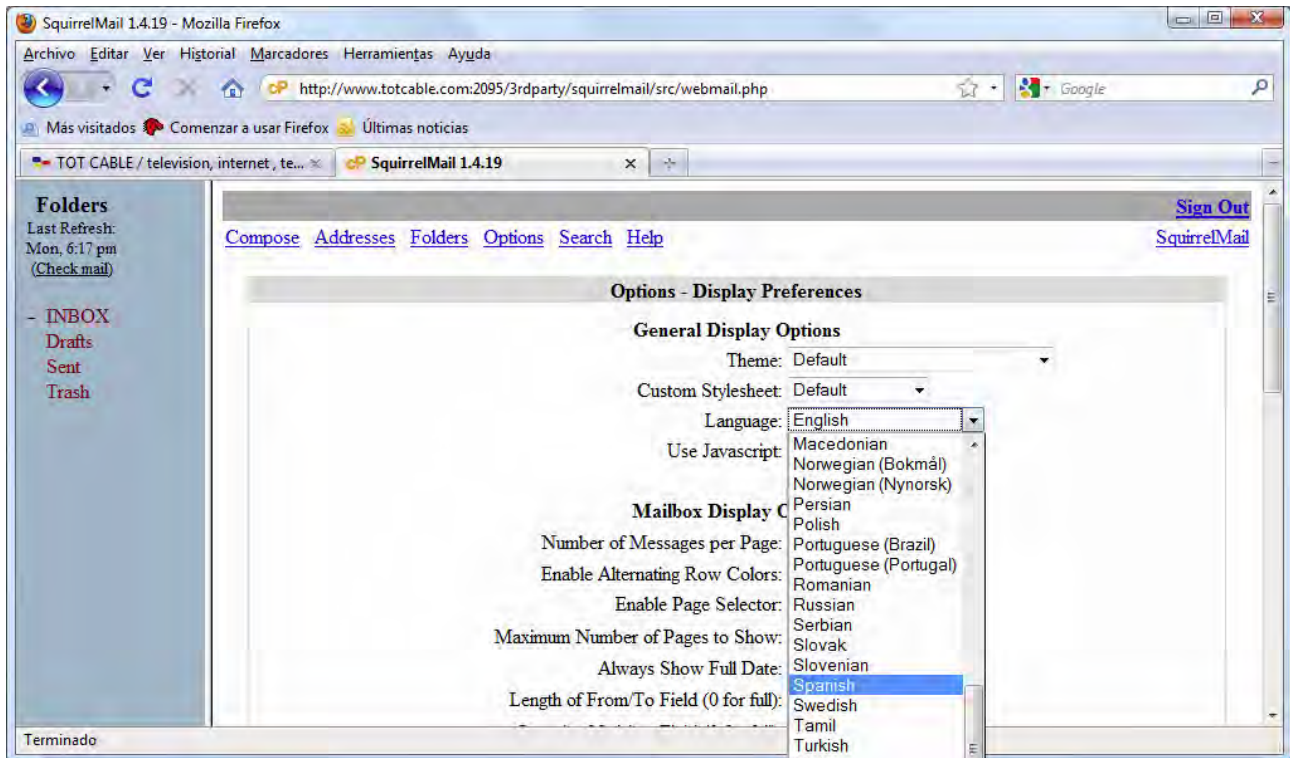 SquirrelMail 1.4.19 - Mozilla Firefox
Archivo Editar Ver Historial Marcadores Herramientas Ayuda
cP http://www.totcable.com:2095/3rdparty/squirrelmail/src/webmail.php Google
Más visitados Comenzar a usar Firefox Últimas noticias
TOT CABLE / television, internet , te... cP SquirrelMail 1.4.19
Folders
Last Refresh:
Mon, 6:17 pm
(Check mail)
- INBOX
Drafts
Sent
Trash
Sign Out
Compose Addresses Folders Options Search Help SquirrelMail
Options - Display Preferences
General Display Options
Theme: Default
Custom Stylesheet: Default
Language: English
Use Javascript:
Macedonian
Norwegian (Bokmål)
Norwegian (Nynorsk)
Persian
Polish
Portuguese (Brazil)
Portuguese (Portugal)
Romanian
Russian
Serbian
Slovak
Slovenian
Spanish
Swedish
Tamil
Turkish
Mailbox Display
Number of Messages per Page:
Enable Alternating Row Colors:
Enable Page Selector:
Maximum Number of Pages to Show:
Always Show Full Date:
Length of From/To Field (0 for full):
Terminado